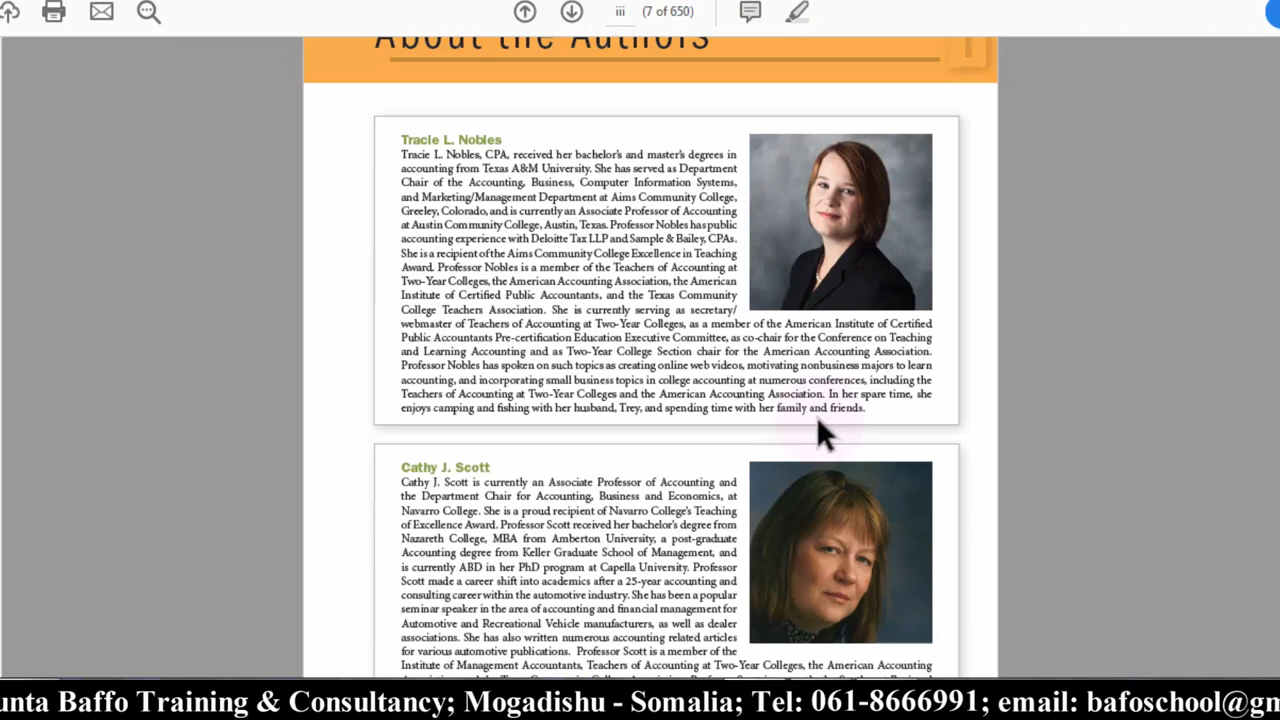 iii (7 of 650)
About the Authors
Tracie L. Nobles
Tracie L. Nobles, CPA, received her bachelor's and master's degrees in
accounting from Texas A&M University. She has served as Department
Chair of the Accounting, Business, Computer Information Systems,
and Marketing/Management Department at Aims Community College,
Greeley, Colorado, and is currently an Associate Professor of Accounting
at Austin Community College, Austin, Texas. Professor Nobles has public
accounting experience with Deloitte Tax LLP and Sample & Bailey, CPAs.
She is a recipient of the Aims Community College Excellence in Teaching
Award. Professor Nobles is a member of the Teachers of Accounting at
Two-Year Colleges, the American Accounting Association, the American
Institute of Certified Public Accountants, and the Texas Community
College Teachers Association. She is currently serving as secretary/
webmaster of Teachers of Accounting at Two-Year Colleges, as a member of the American Institute of Certified
Public Accountants Pre-certification Education Executive Committee, as co-chair for the Conference on Teaching
and Learning Accounting and as Two-Year College Section chair for the American Accounting Association.
Professor Nobles has spoken on such topics as creating online web videos, motivating nonbusiness majors to learn
accounting, and incorporating small business topics in college accounting at numerous conferences, including the
Teachers of Accounting at Two-Year Colleges and the American Accounting Association. In her spare time, she
enjoys camping and fishing with her husband, Trey, and spending time with her family and friends.
Cathy J. Scott
Cathy J. Scott is currently an Associate Professor of Accounting and
the Department Chair for Accounting, Business and Economics, at
Navarro College. She is a proud recipient of Navarro College's Teaching
of Excellence Award. Professor Scott received her bachelor's degree from
Nazareth College, MBA from Amberton University, a post-graduate
Accounting degree from Keller Graduate School of Management, and
is currently ABD in her PhD program at Capella University. Professor
Scott made a career shift into academics after a 25-year accounting and
consulting career within the automotive industry. She has been a popular
seminar speaker in the area of accounting and financial management for
Automotive and Recreational Vehicle manufacturers, as well as dealer
associations. She has also written numerous accounting related articles
for various automotive publications. Professor Scott is a member of the
Institute of Management Accountants, Teachers of Accounting at Two-Year Colleges, the American Accounting
unta Baffo Training & Consultancy; Mogadishu - Somalia; Tel: 061-8666991; email: bafoschool@gn